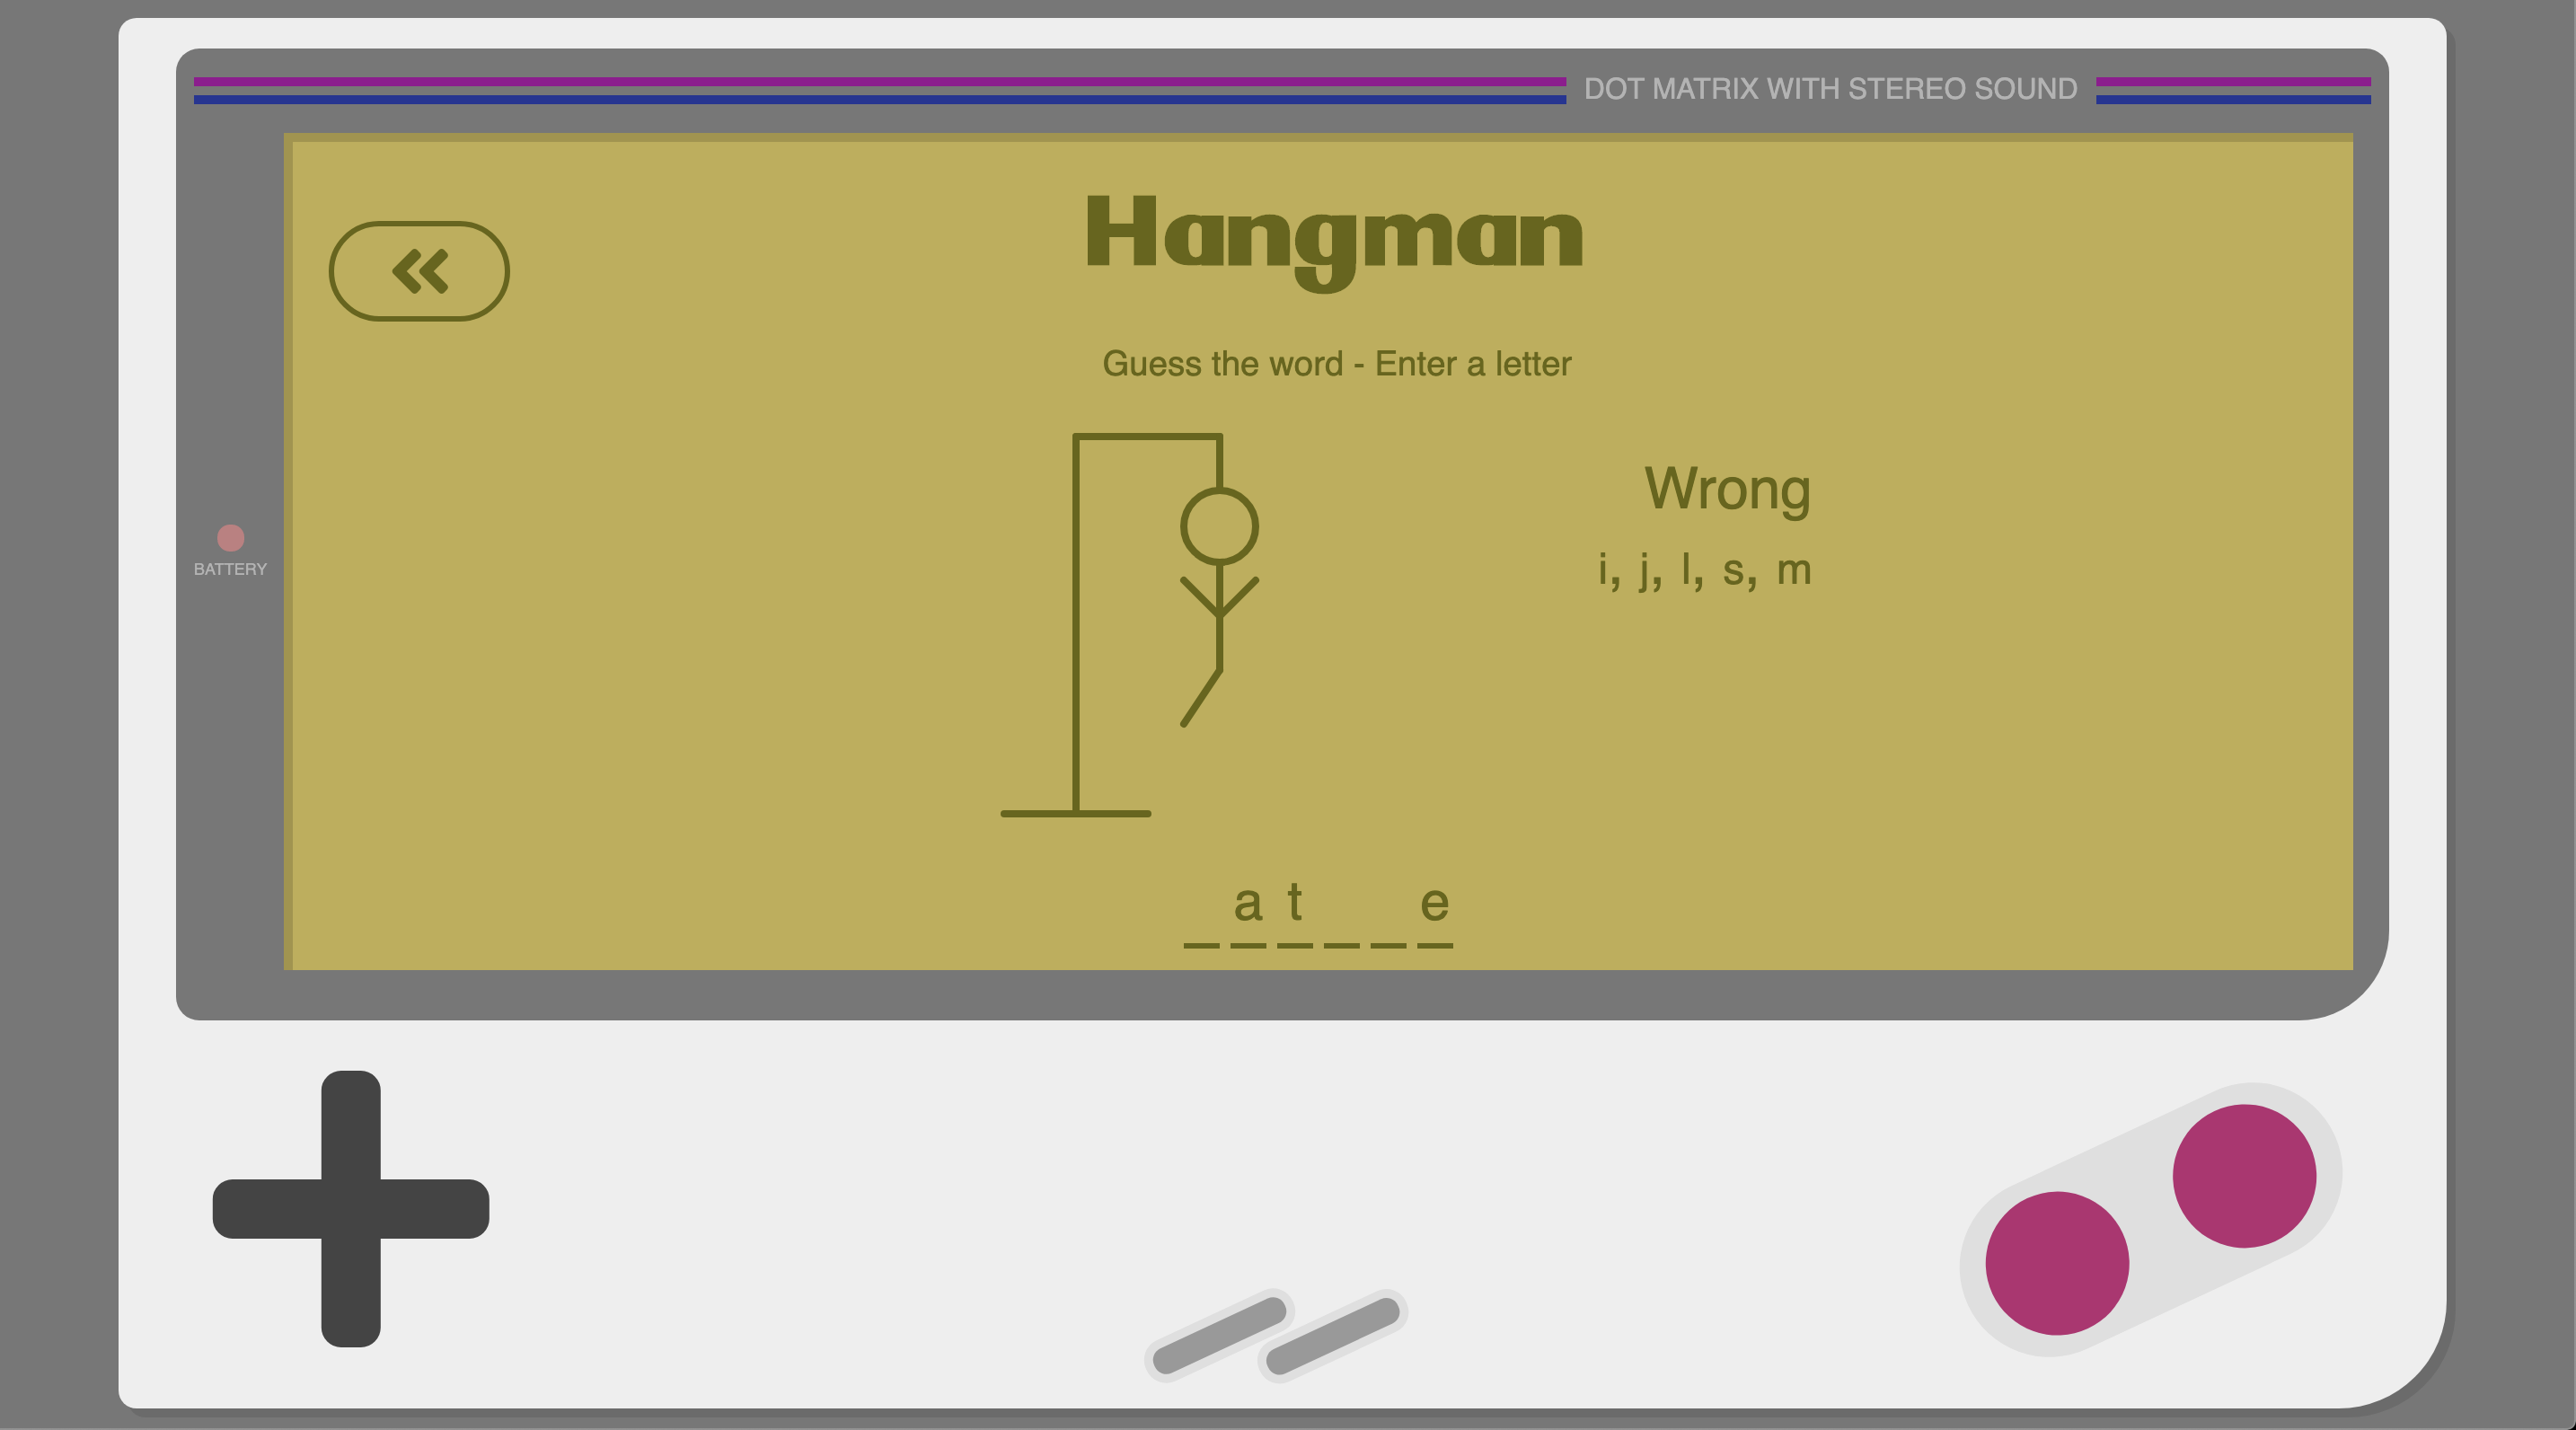 DOT MATRIX WITH STEREO SOUND
Hangman
Guess the word - Enter a letter
Wrong
i, j, l, s, m
BATTERY
a t e